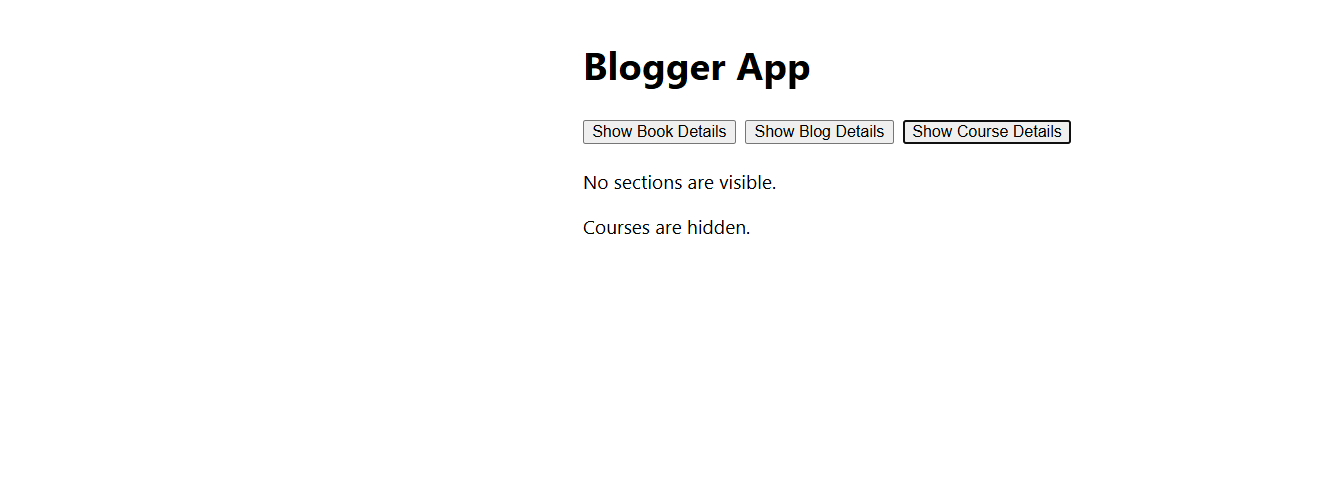 Blogger App
Show Book Details Show Blog Details Show Course Details
No sections are visible.
Courses are hidden.